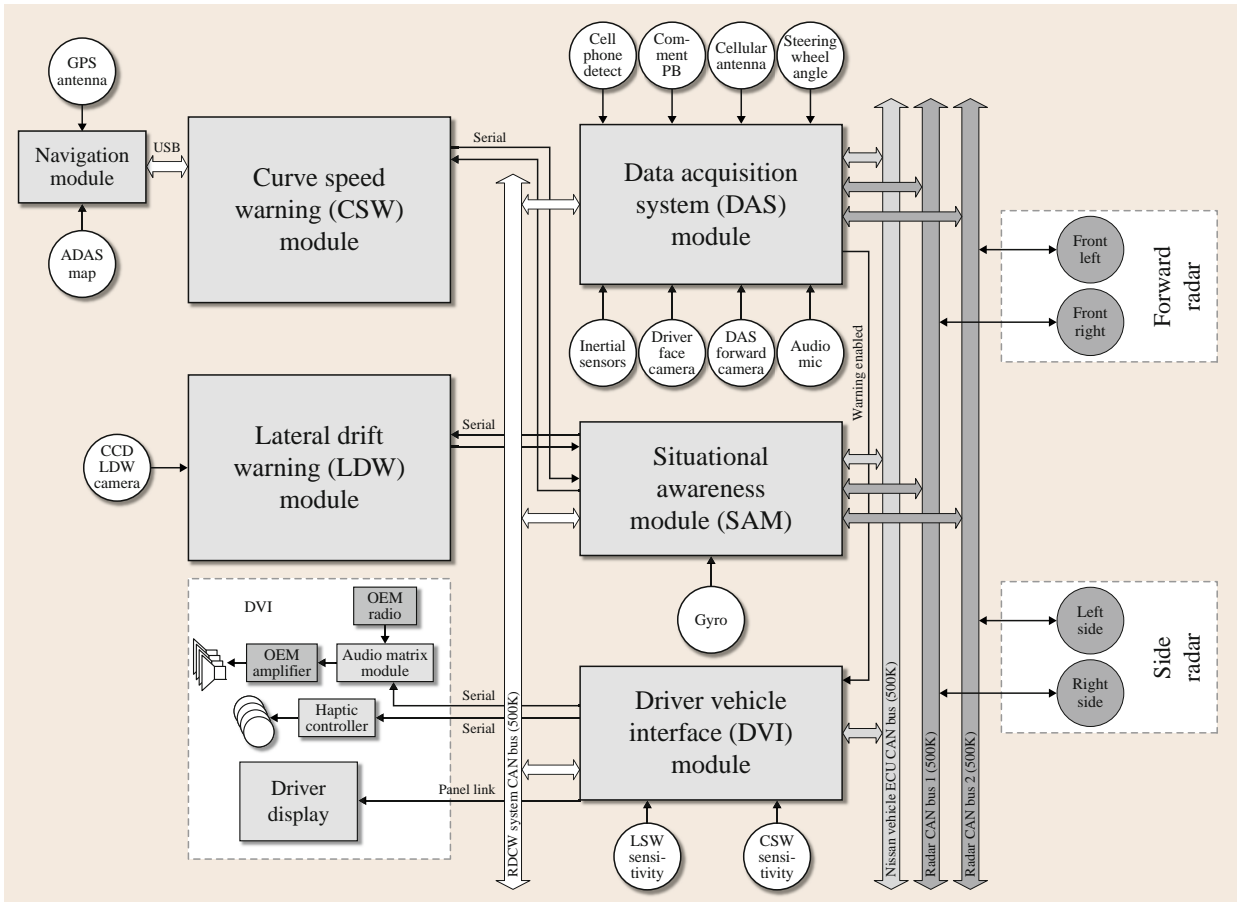 GPS
antenna
Navigation
module
USB
ADAS
map
Curve speed
warning (CSW)
module
Serial
Cell
phone
detect
Com-
ment
PB
Cellular
antenna
Steering
wheel
angle
Data acquisition
system (DAS)
module
Inertial
sensors
Driver
face
camera
DAS
forward
camera
Audio
mic
Warning enabled
Front
left
Front
right
Forward
radar
CCD
LDW
camera
Lateral drift
warning (LDW)
module
Serial
Situational
awareness
module (SAM)
Gyro
Left
side
Right
side
Side
radar
DVI
OEM
radio
OEM
amplifier
Audio matrix
module
Haptic
controller
Driver
display
Serial
Serial
Panel link
RDCW system CAN bus (500K)
Driver vehicle
interface (DVI)
module
LSW
sensi-
tivity
CSW
sensi-
tivity
Nissan vehicle ECU CAN bus (500K)
Radar CAN bus 1 (500K)
Radar CAN bus 2 (500K)